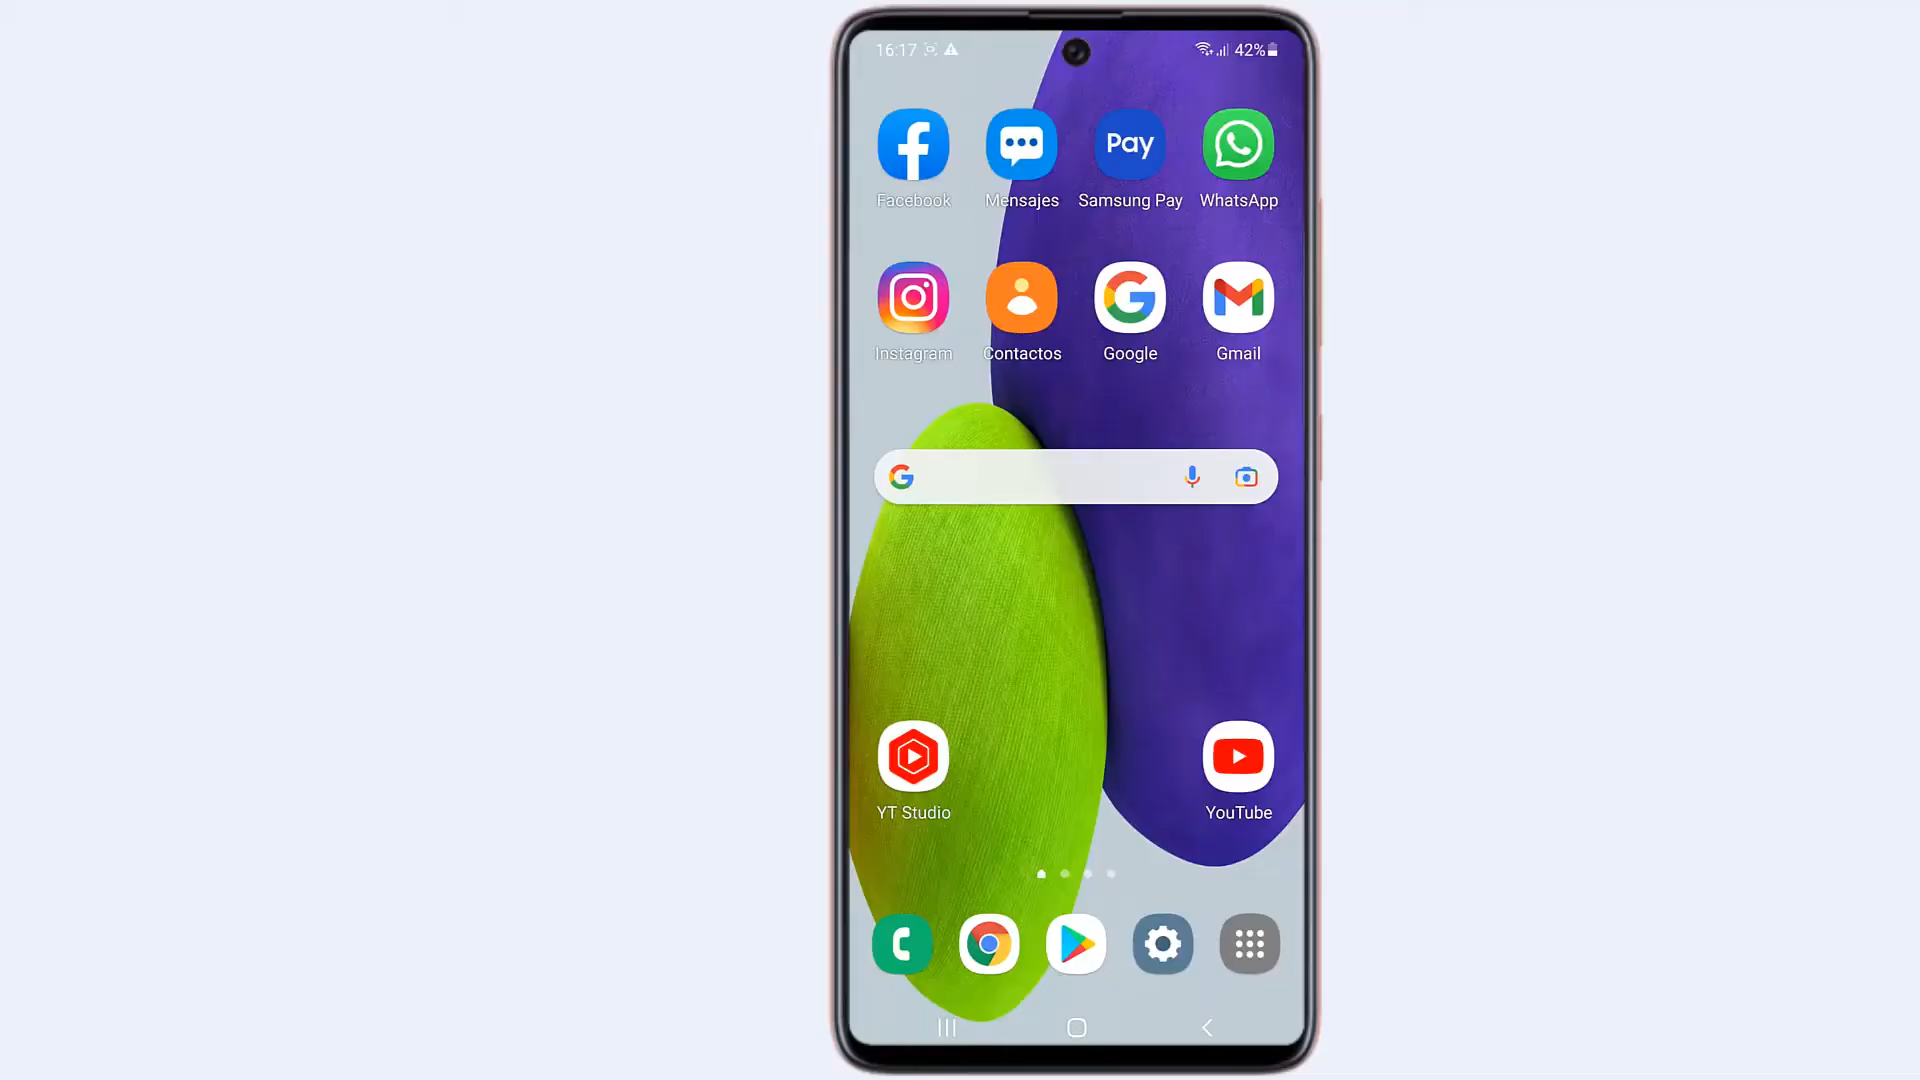 16:17 42%
Pay
Facebook Mensajes Samsung Pay WhatsApp
Instagram Contactos Google Gmail
YT Studio YouTube